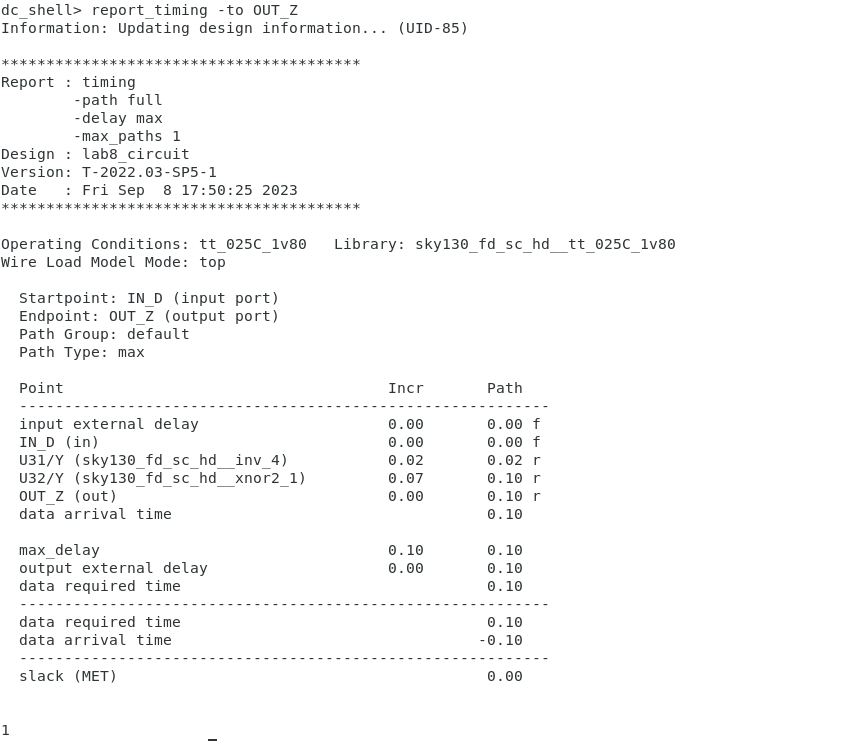 dc_shell> report_timing -to OUT_Z
Information: Updating design information... (UID-85)
****************************************
Report : timing
        -path full
        -delay max
        -max_paths 1
Design : lab8_circuit
Version: T-2022.03-SP5-1
Date   : Fri Sep  8 17:50:25 2023
****************************************
Operating Conditions: tt_025C_1v80   Library: sky130_fd_sc_hd__tt_025C_1v80
Wire Load Model Mode: top
  Startpoint: IN_D (input port)
  Endpoint: OUT_Z (output port)
  Path Group: default
  Path Type: max
  Point                                    Incr       Path
  -----------------------------------------------------------
  input external delay                     0.00       0.00 f
  IN_D (in)                                0.00       0.00 f
  U31/Y (sky130_fd_sc_hd__inv_4)           0.02       0.02 r
  U32/Y (sky130_fd_sc_hd__xnor2_1)         0.07       0.10 r
  OUT_Z (out)                              0.00       0.10 r
  data arrival time                                   0.10
  max_delay                                0.10       0.10
  output external delay                    0.00       0.10
  data required time                                  0.10
  -----------------------------------------------------------
  data required time                                  0.10
  data arrival time                                  -0.10
  -----------------------------------------------------------
  slack (MET)                                         0.00
1